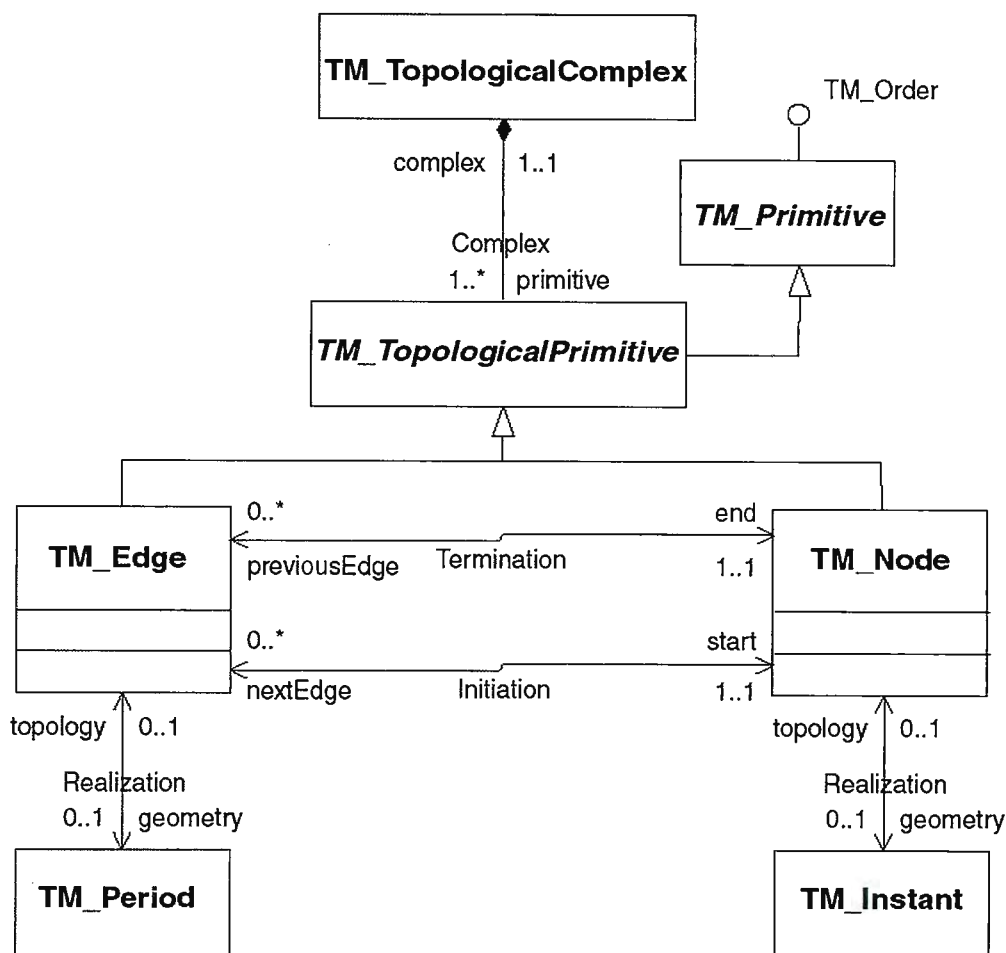 TM_TopologicalComplex
TM_Order
complex 1..1
TM_Primitive
Complex
1..* primitive
TM_TopologicalPrimitive
0..* end
TM_Edge TM_Node
previousEdge Termination 1..1
0..* start
nextEdge Initiation 1..1
topology 0..1 topology 0..1
Realization Realization
0..1 geometry 0..1 geometry
TM_Period TM_Instant